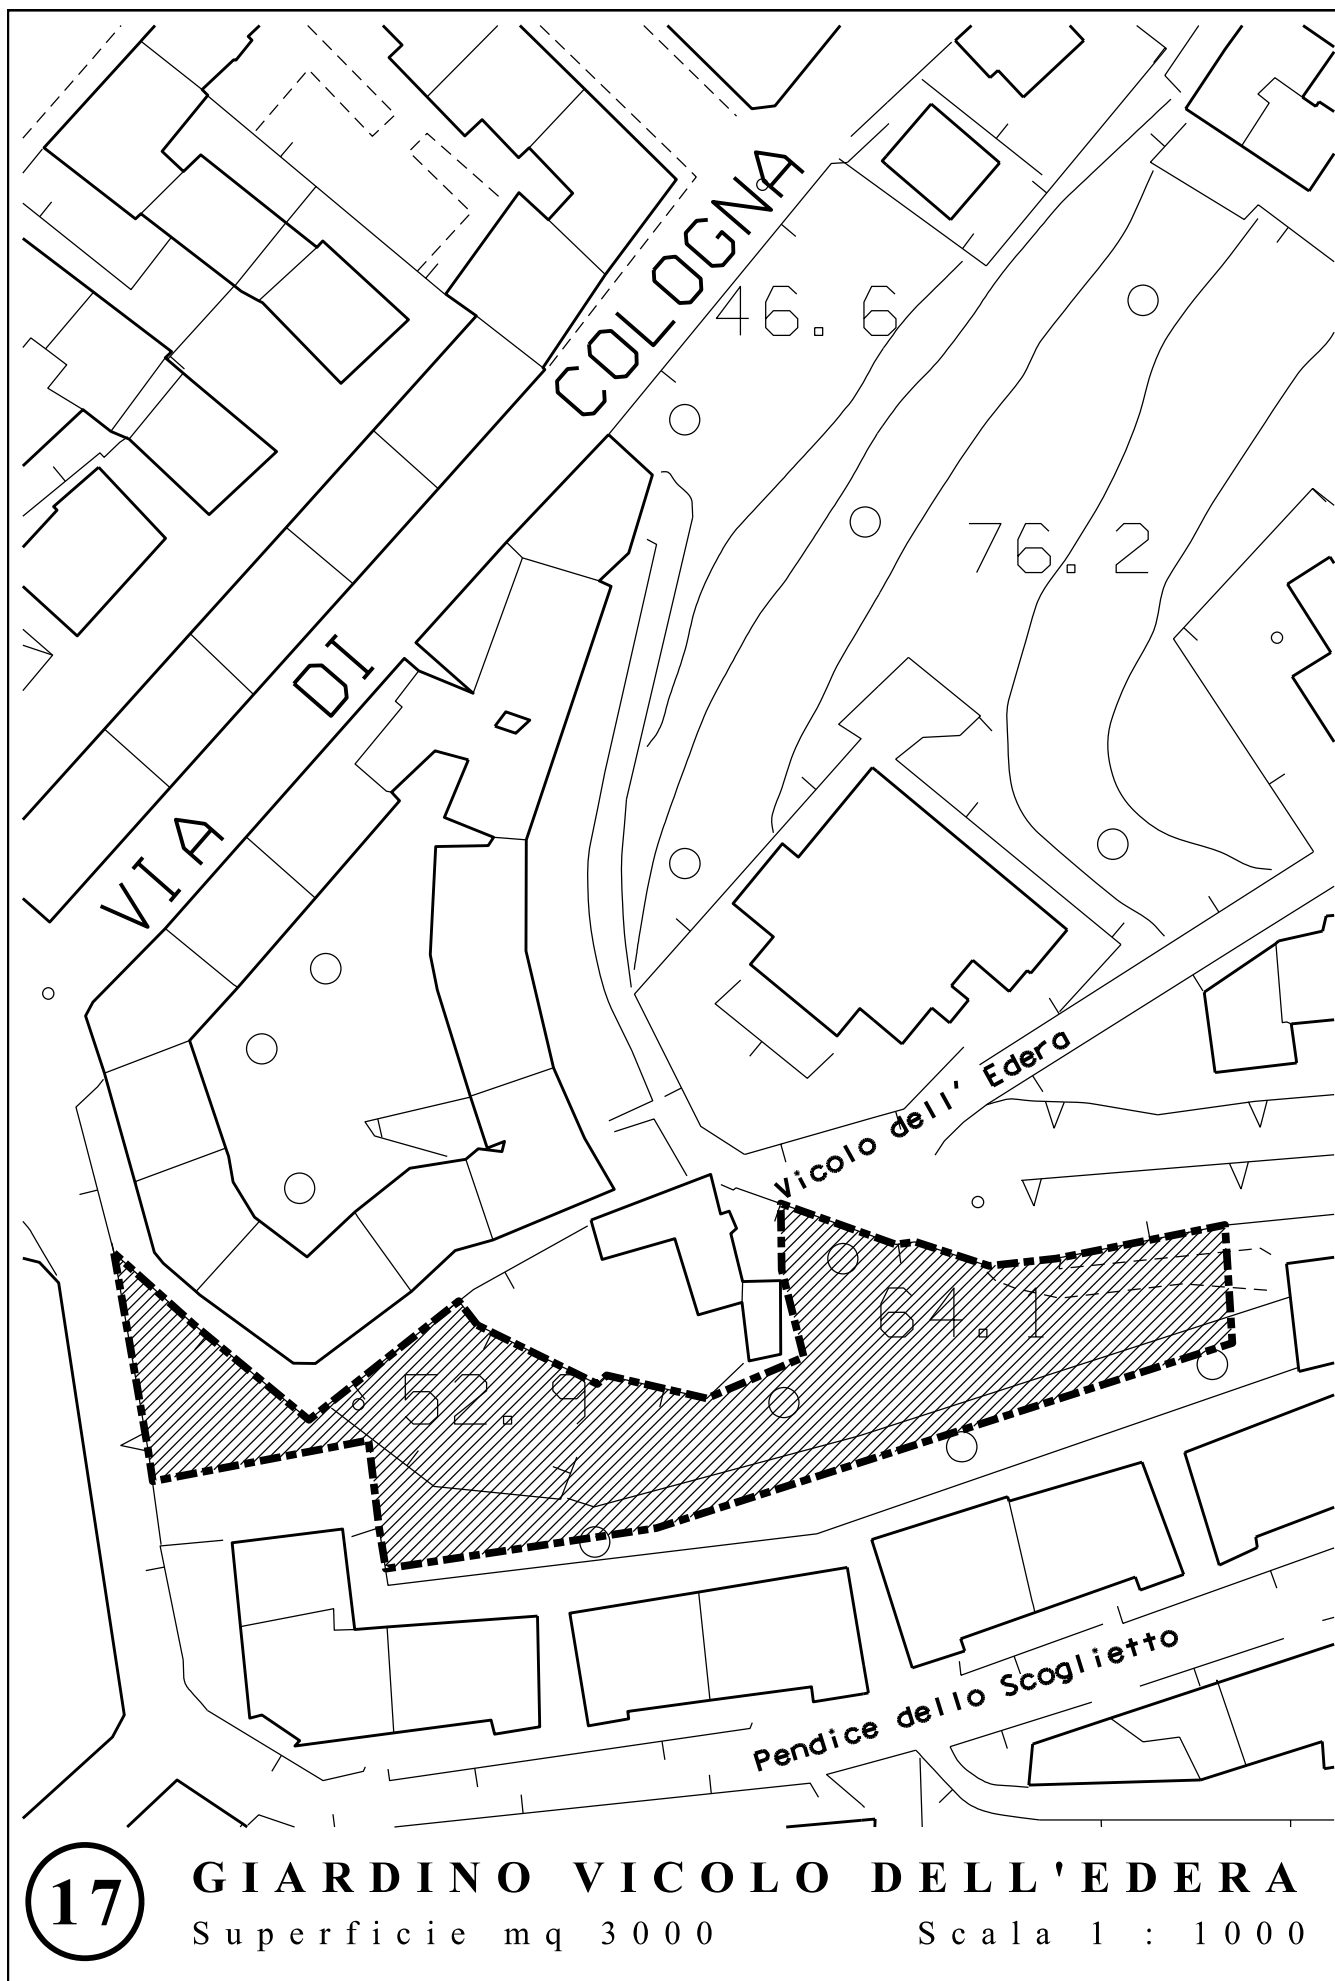 VIA DI COLOGNA
46.6
76.2
Vicolo dell' Edera
64.1
52.9
Pendice dello Scoglietto
17
GIARDINO VICOLO DELL'EDERA
Superficie mq 3000
Scala 1 : 1000